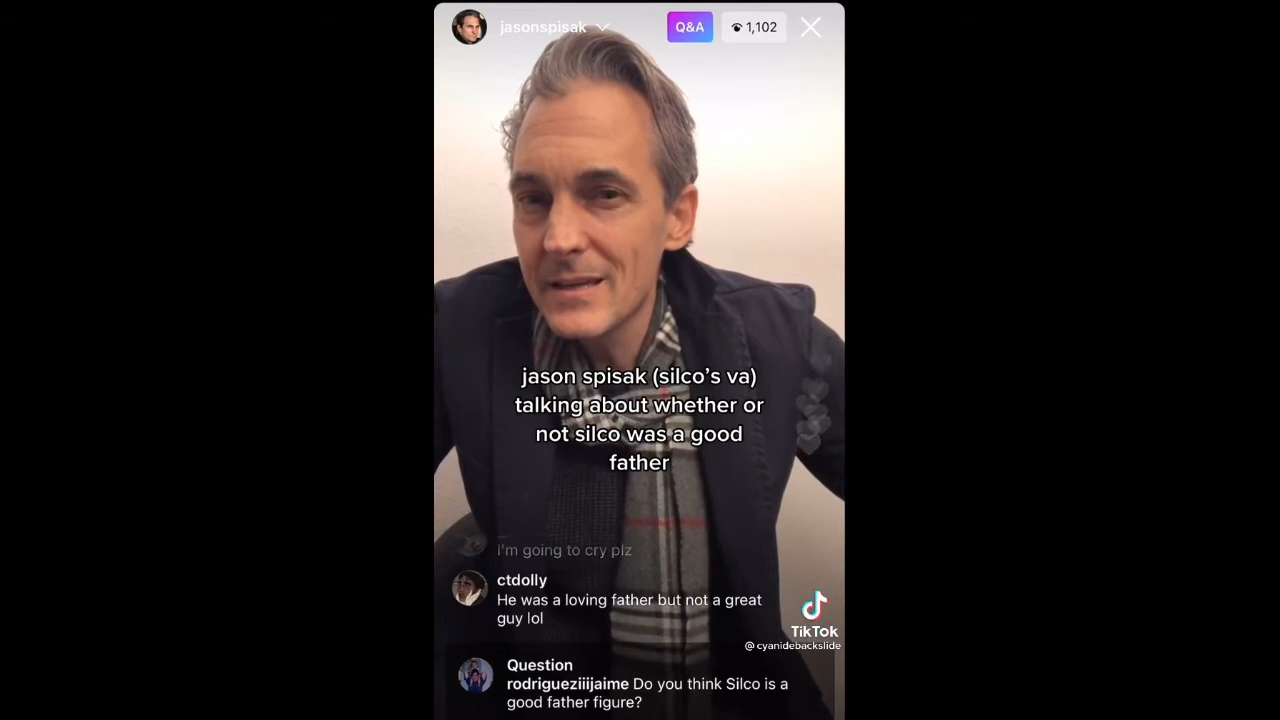 jasonspisak
Q&A
1,102
jason spisak (silco's va)
talking about whether or
not silco was a good
father
i'm going to cry plz
ctdolly
He was a loving father but not a great
guy lol
TikTok
@cyanidebackslide
Question
rodrigueziiijaime Do you think Silco is a
good father figure?